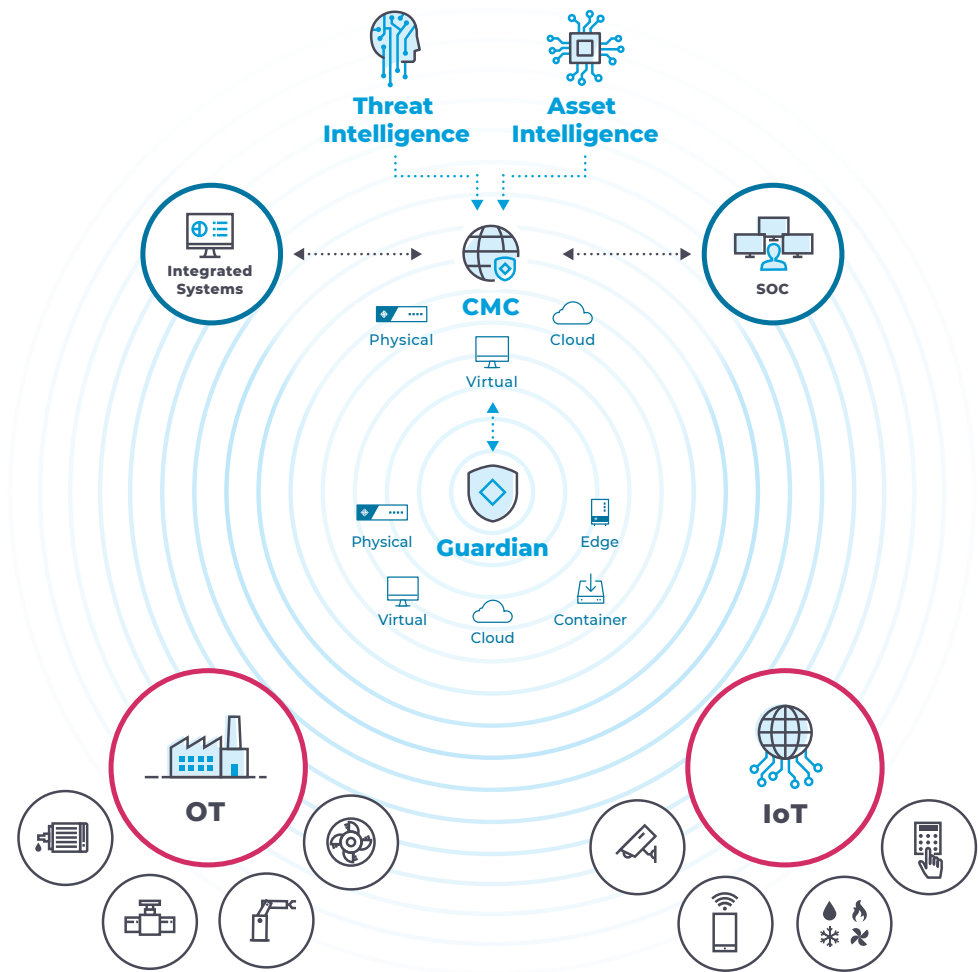 Threat
Intelligence
Asset
Intelligence
Integrated
Systems
CMC
SOC
Physical
Cloud
Virtual
Physical
Guardian
Edge
Virtual
Cloud
Container
OT
IoT